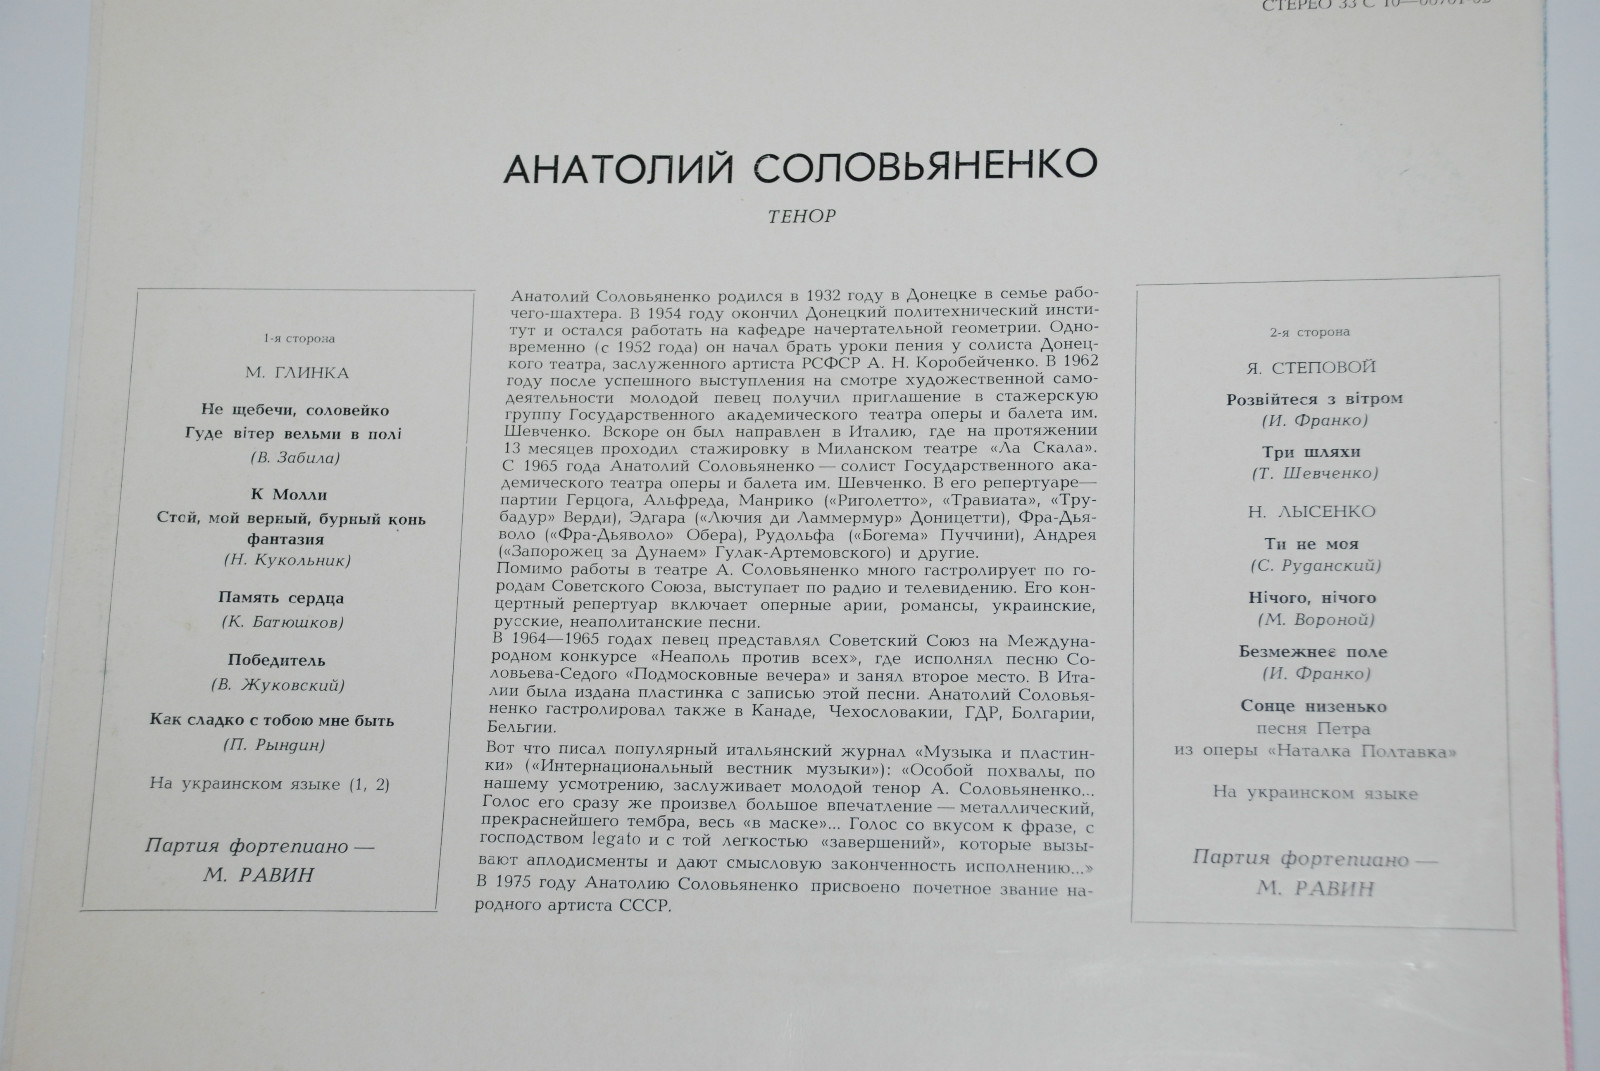 СТЕРЕО 33 С 10—
АНАТОЛИЙ СОЛОВЬЯНЕНКО
ТЕНОР
1-я сторона
М. ГЛИНКА
Не щебечи, соловейко
Гуде вітер вельми в полі
(В. Забила)
К Молли
Стой, мой верный, бурный конь
фантазия
(Н. Кукольник)
Память сердца
(К. Батюшков)
Победитель
(В. Жуковский)
Как сладко с тобою мне быть
(П. Рындин)
На украинском языке (1, 2)
Партия фортепиано —
М. РАВИН
Анатолий Соловьяненко родился в 1932 году в Донецке в семье рабо-
чего-шахтера. В 1954 году окончил Донецкий политехнический инсти-
тут и остался работать на кафедре начертательной геометрии. Одно-
временно (с 1952 года) он начал брать уроки пения у солиста Донец-
кого театра, заслуженного артиста РСФСР А. Н. Коробейченко. В 1962
году после успешного выступления на смотре художественной само-
деятельности молодой певец получил приглашение в стажерскую
группу Государственного академического театра оперы и балета им.
Шевченко. Вскоре он был направлен в Италию, где на протяжении
13 месяцев проходил стажировку в Миланском театре «Ла Скала».
С 1965 года Анатолий Соловьяненко — солист Государственного ака-
демического театра оперы и балета им. Шевченко. В его репертуаре—
партии Герцога, Альфреда, Манрико («Риголетто», «Травиата», «Тру-
бадур» Верди), Эдгара («Лючия ди Ламмермур» Доницетти), Фра-Дья-
воло («Фра-Дьяволо» Обера), Рудольфа («Богема» Пуччини), Андрея
(«Запорожец за Дунаем» Гулак-Артемовского) и другие.
Помимо работы в театре А. Соловьяненко много гастролирует по го-
родам Советского Союза, выступает по радио и телевидению. Его кон-
цертный репертуар включает оперные арии, романсы, украинские,
русские, неаполитанские песни.
В 1964—1965 годах певец представлял Советский Союз на Междуна-
родном конкурсе «Неаполь против всех», где исполнял песню Со-
ловьева-Седого «Подмосковные вечера» и занял второе место. В Ита-
лии была издана пластинка с записью этой песни. Анатолий Соловья-
ненко гастролировал также в Канаде, Чехословакии, ГДР, Болгарии,
Бельгии.
Вот что писал популярный итальянский журнал «Музыка и пластин-
ки» («Интернациональный вестник музыки»): «Особой похвалы, по
нашему усмотрению, заслуживает молодой тенор А. Соловьяненко...
Голос его сразу же произвел большое впечатление — металлический,
прекраснейшего тембра, весь «в маске»... Голос со вкусом к фразе, с
господством legato и с той легкостью «завершений», которые вызы-
вают аплодисменты и дают смысловую законченность исполнению...»
В 1975 году Анатолию Соловьяненко присвоено почетное звание на-
родного артиста СССР.
2-я сторона
Я. СТЕПОВОЙ
Розвійтеся з вітром
(И. Франко)
Три шляхи
(Т. Шевченко)
Н. ЛЫСЕНКО
Ти не моя
(С. Руданский)
Нічого, нічого
(М. Вороной)
Безмежнеє поле
(И. Франко)
Сонце низенько
песня Петра
из оперы «Наталка Полтавка»
На украинском языке
Партия фортепиано —
М. РАВИН